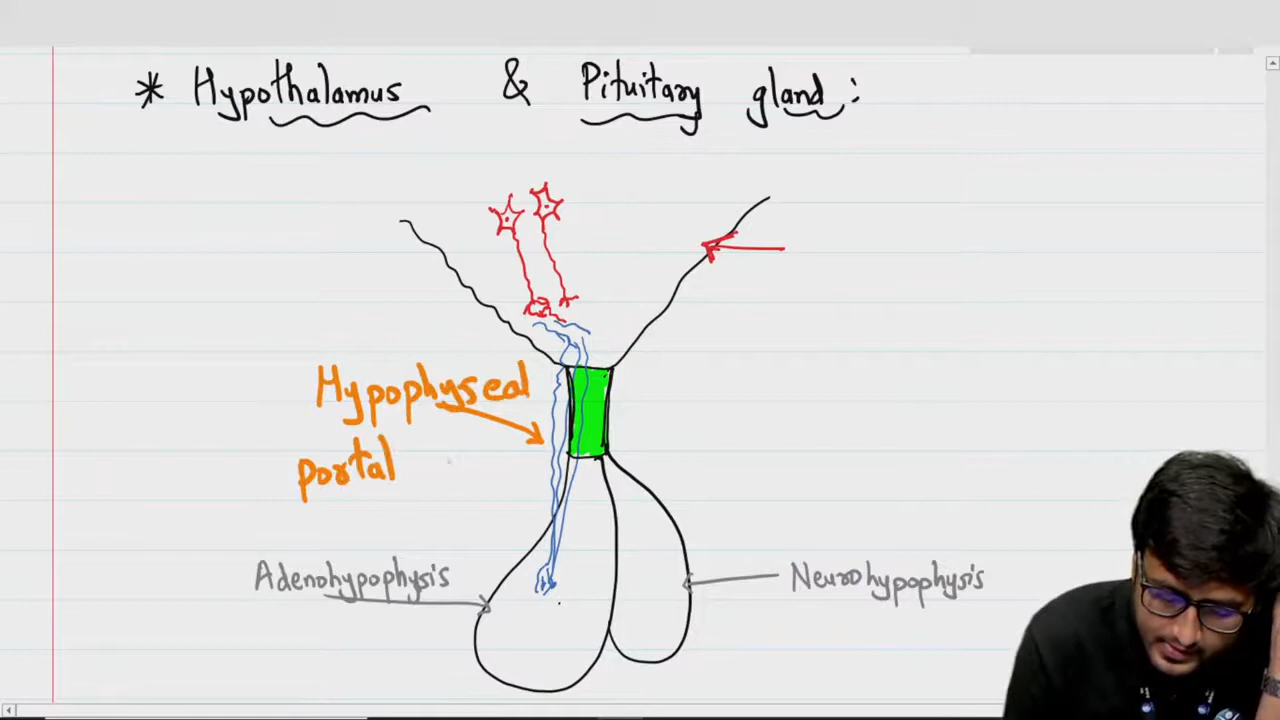 * Hypothalamus & Pituitary gland :
Hypophyseal
portal
Adenohypophysis
Neurohypophysis